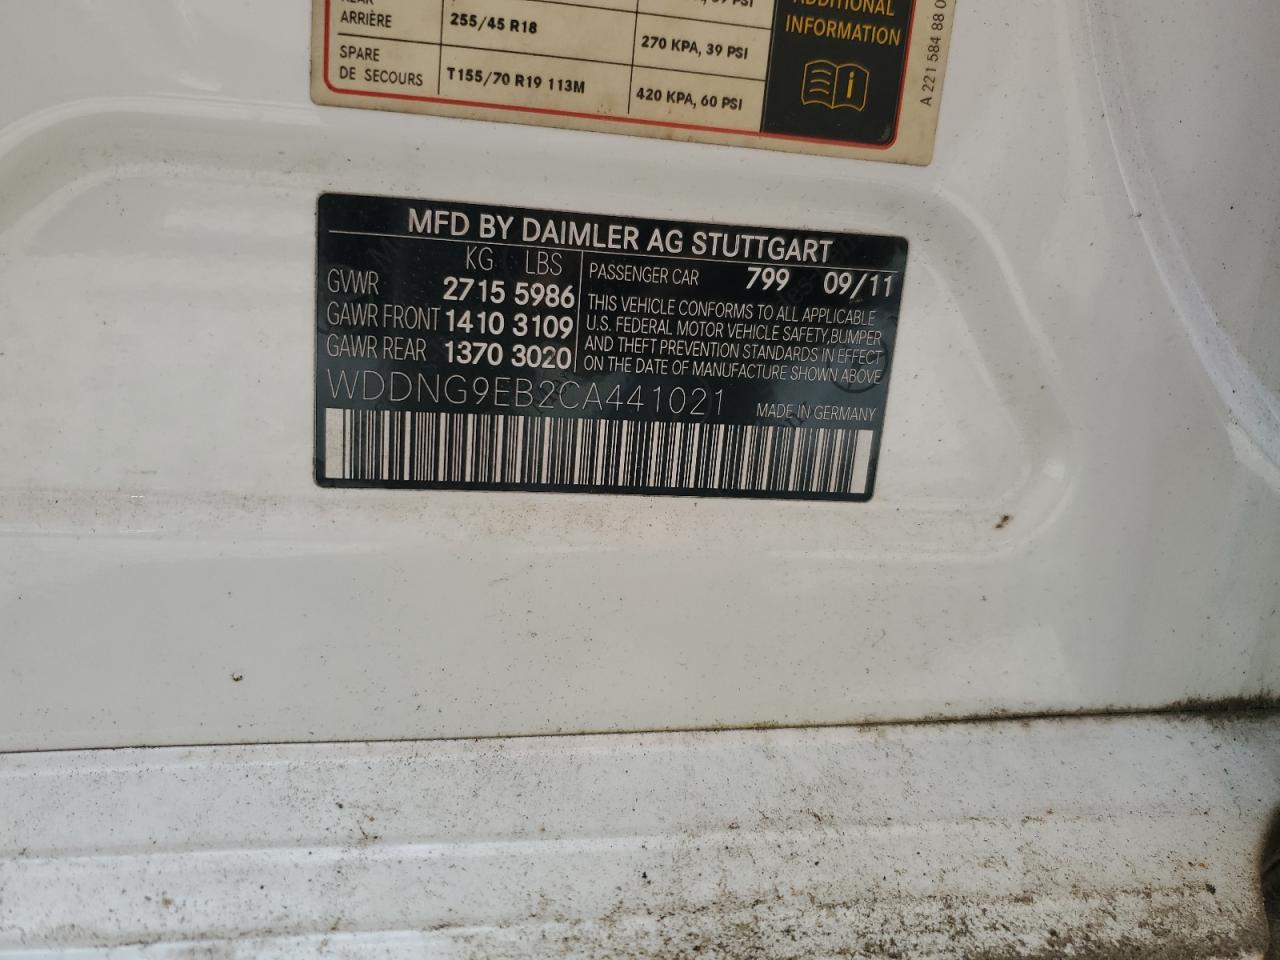 ARRIÈRE 255/45 R18 270 KPA, 39 PSI
SPARE
DE SECOURS T155/70 R19 113M 420 KPA, 60 PSI
ADDITIONAL
INFORMATION
A 221 584 88 0
MFD BY DAIMLER AG STUTTGART
KG LBS
GVWR 2715 5986
GAWR FRONT 1410 3109
GAWR REAR 1370 3020
PASSENGER CAR 799 09/11
THIS VEHICLE CONFORMS TO ALL APPLICABLE
U.S. FEDERAL MOTOR VEHICLE SAFETY,BUMPER
AND THEFT PREVENTION STANDARDS IN EFFECT
ON THE DATE OF MANUFACTURE SHOWN ABOVE
WDDNG9EB2CA441021
MADE IN GERMANY